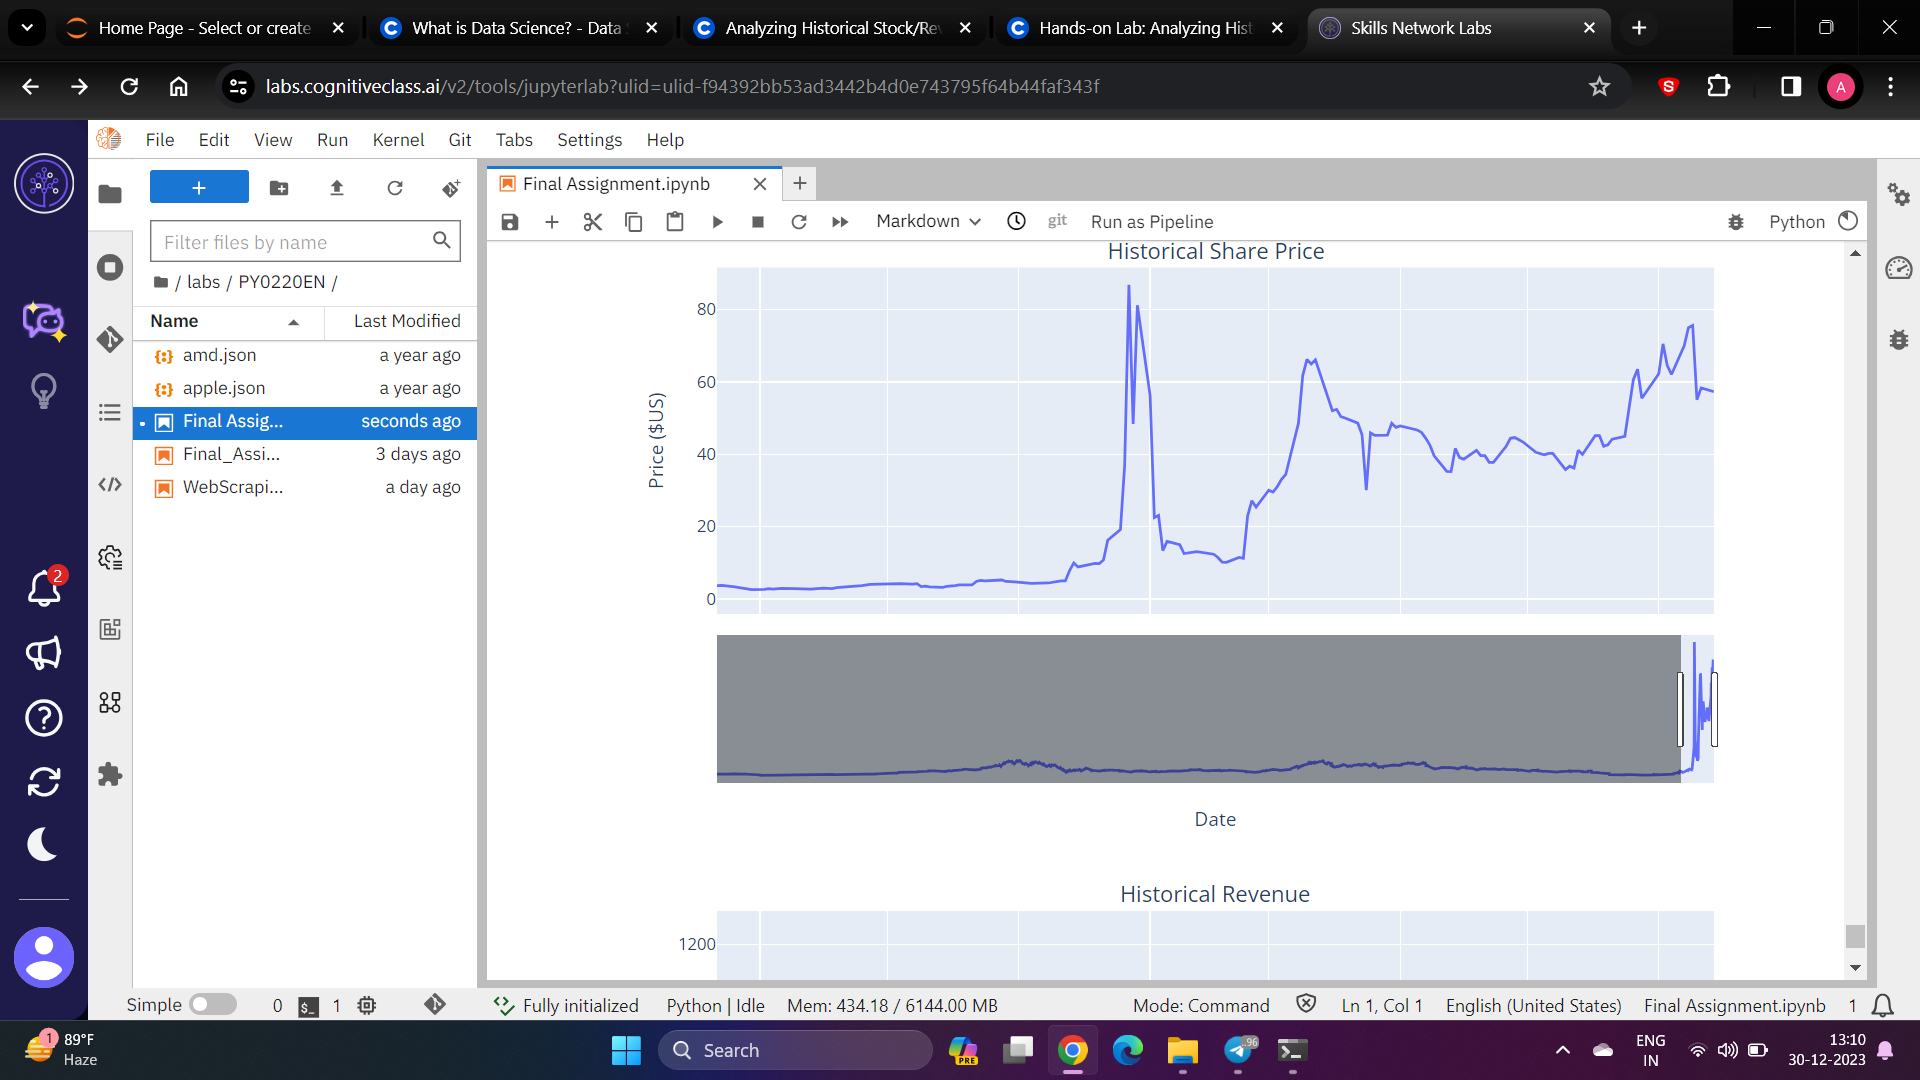 Home Page - Select or create
What is Data Science? - Data
Analyzing Historical Stock/Re
Hands-on Lab: Analyzing Hist
Skills Network Labs
labs.cognitiveclass.ai/v2/tools/jupyterlab?ulid=ulid-f94392bb53ad3442b4d0e743795f64b44faf343f
S
A
File Edit View Run Kernel Git Tabs Settings Help
Final Assignment.ipynb
Markdown
git
Run as Pipeline
Python
Filter files by name
/ labs / PY0220EN /
Name Last Modified
amd.json a year ago
apple.json a year ago
Final Assig... seconds ago
Final_Assi... 3 days ago
WebScrapi... a day ago
2
Historical Share Price
80
60
40
20
0
Price ($US)
Date
Historical Revenue
1200
Simple 0 $_ 1 Fully initialized Python | Idle Mem: 434.18 / 6144.00 MB Mode: Command Ln 1, Col 1 English (United States) Final Assignment.ipynb 1
1
89°F
Haze
Search
PRE
96
ENG
IN
13:10
30-12-2023